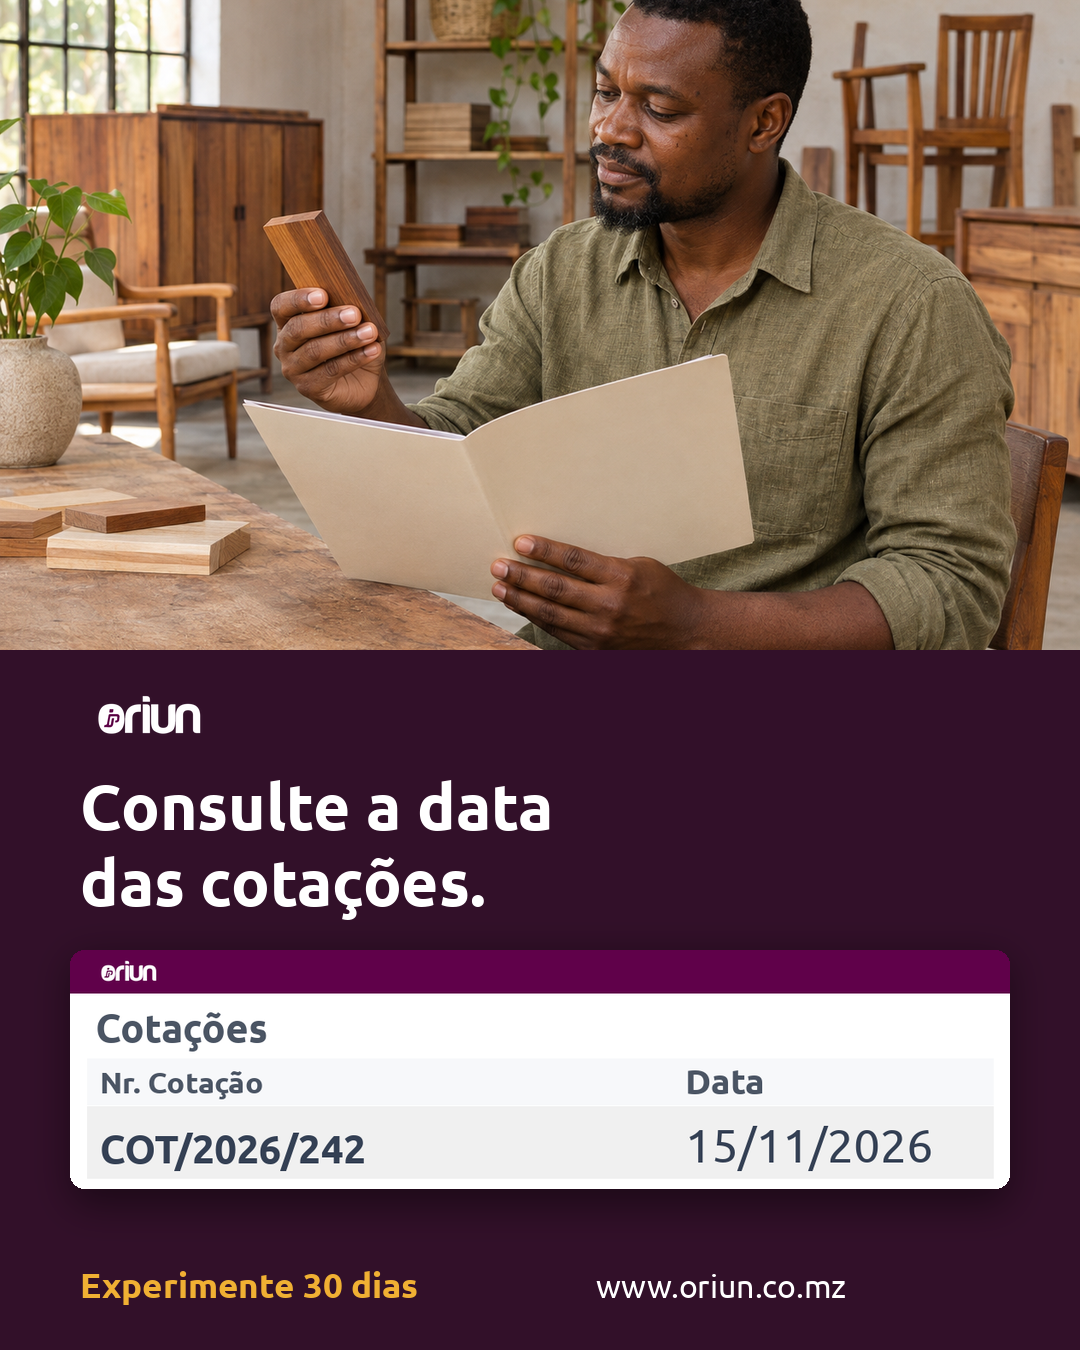 oriun
Consulte a data
das cotações.
oriun
Cotações
Nr. Cotação Data
COT/2026/242 15/11/2026
Experimente 30 dias www.oriun.co.mz